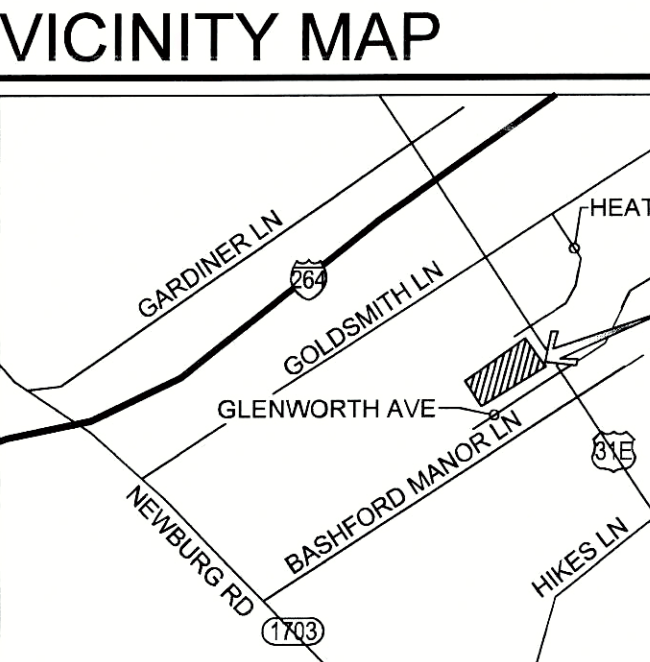 VICINITY MAP
HEAT
GARDINER LN
264
GOLDSMITH LN
GLENWORTH AVE
31E
BASHFORD MANOR LN
NEWBURG RD
HIKES LN
1703